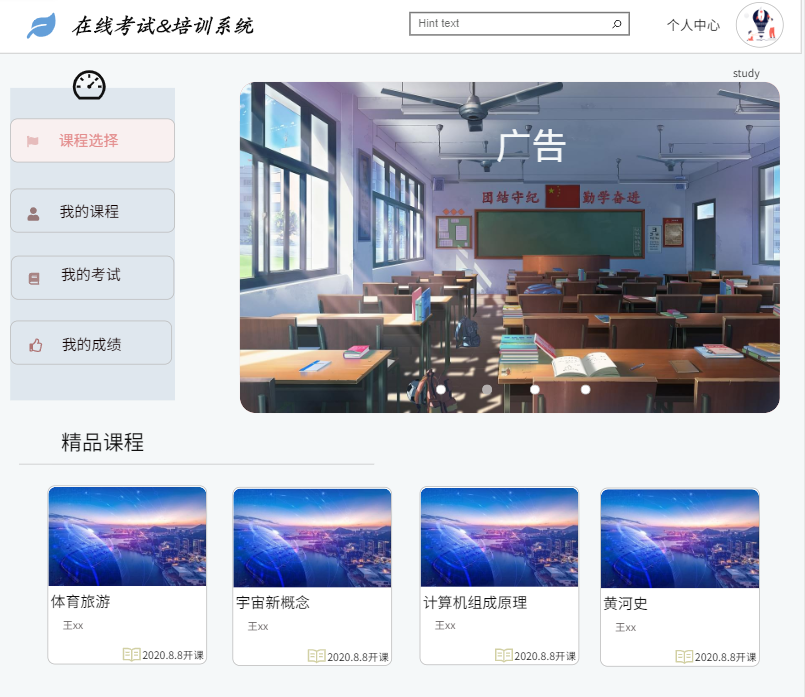 在线考试&培训系统
Hint text
个人中心
study
课程选择
我的课程
我的考试
我的成绩
广告
团结守纪
勤学奋进
精品课程
体育旅游
王xx
2020.8.8开课
宇宙新概念
王xx
2020.8.8开课
计算机组成原理
王xx
2020.8.8开课
黄河史
王xx
2020.8.8开课